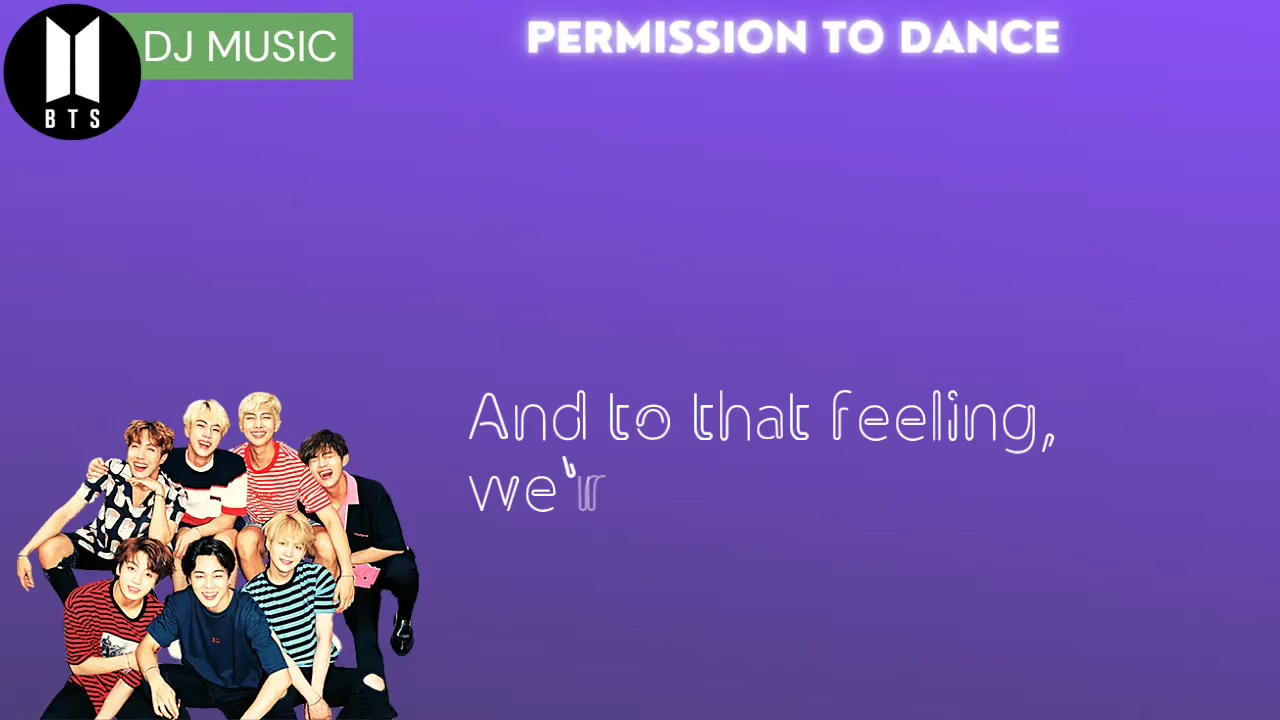 DJ MUSIC
BTS
PERMISSION TO DANCE
And to that feeling,
we'r